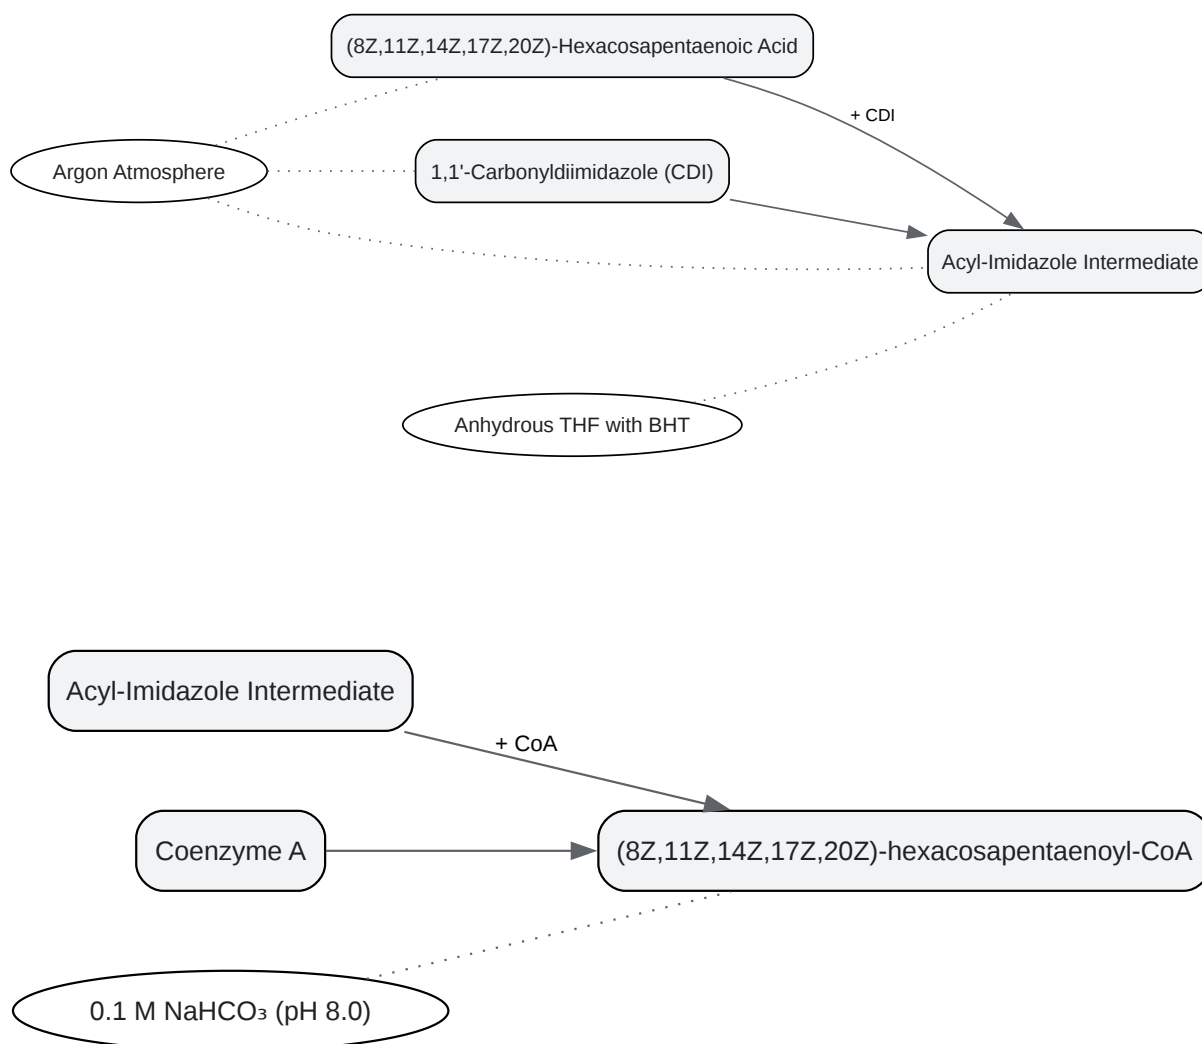 (8Z,11Z,14Z,17Z,20Z)-Hexacosapentaenoic Acid
+ CDI
Argon Atmosphere
1,1'-Carbonyldiimidazole (CDI)
Acyl-Imidazole Intermediate
Anhydrous THF with BHT
Acyl-Imidazole Intermediate
+ CoA
Coenzyme A
(8Z,11Z,14Z,17Z,20Z)-hexacosapentaenoyl-CoA
0.1 M NaHCO₃ (pH 8.0)